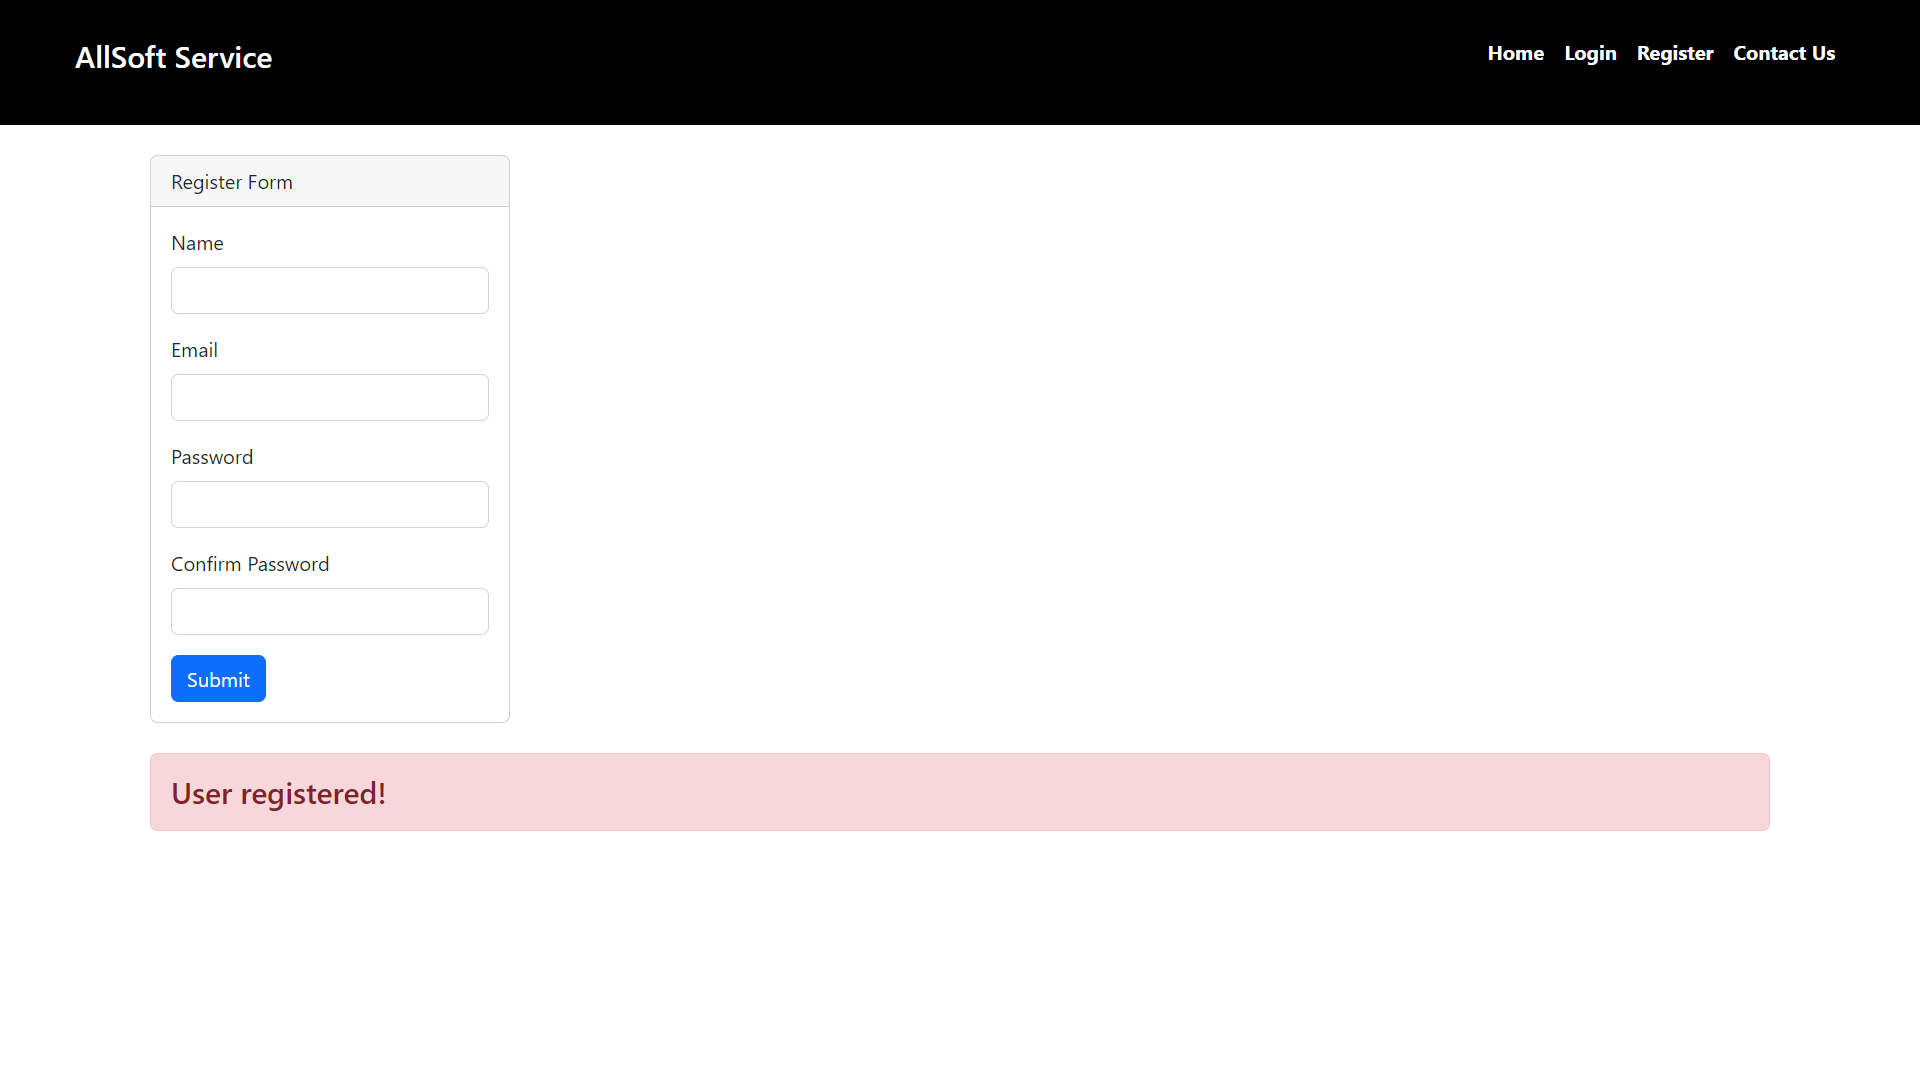 AllSoft Service
Home Login Register Contact Us
Register Form
Name
Email
Password
Confirm Password
Submit
User registered!